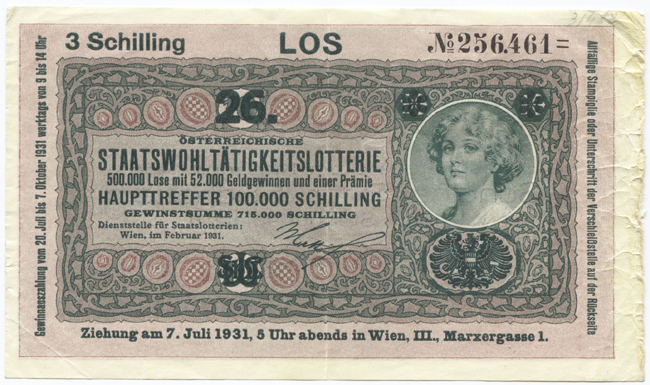 3 Schilling LOS № 256,461=
26.
ÖSTERREICHISCHE
STAATSWOHLTÄTIGKEITSLOTTERIE
500.000 Lose mit 52.000 Geldgewinnen und einer Prämie
HAUPTTREFFER 100.000 SCHILLING
GEWINSTSUMME 715.000 SCHILLING
Dienststelle für Staatslotterien:
Wien, im Februar 1931.
Ziehung am 7. Juli 1931, 5 Uhr abends in Wien, III., Marxergasse 1.
Gewinnauszahlung vom 20. Juli bis 7. Oktober 1931 werktags von 9 bis 14 Uhr
Allfällige Stampiglie oder Unterschrift der Verschleißstelle auf der Rückseite